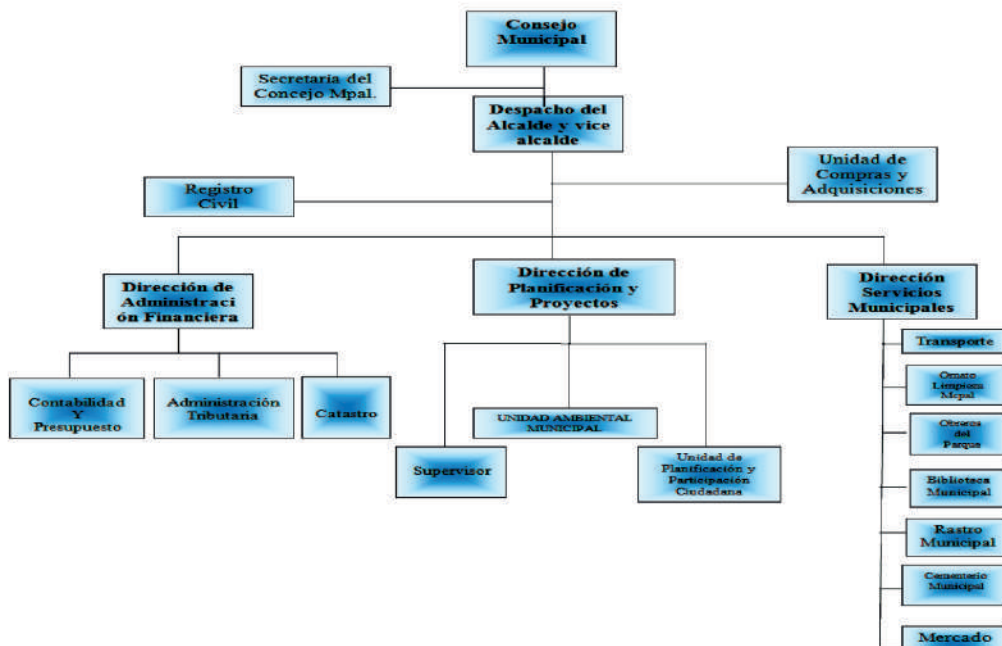 Consejo
Municipal
Secretaría del
Concejo Mpal.
Despacho del
Alcalde y vice
alcalde
Unidad de
Compras y
Adquisiciones
Registro
Civil
Dirección de
Administraci
ón Financiera
Dirección de
Planificación y
Proyectos
Dirección
Servicios
Municipales
Contabilidad
Y
Presupuesto
Administración
Tributaria
Catastro
UNIDAD AMBIENTAL
MUNICIPAL
Supervisor
Unidad de
Planificación y
Participación
Ciudadana
Transporte
Ornato
Limpieza
Mcpal
Obreros
del
Parque
Biblioteca
Municipal
Rastro
Municipal
Cementerio
Municipal
Mercado